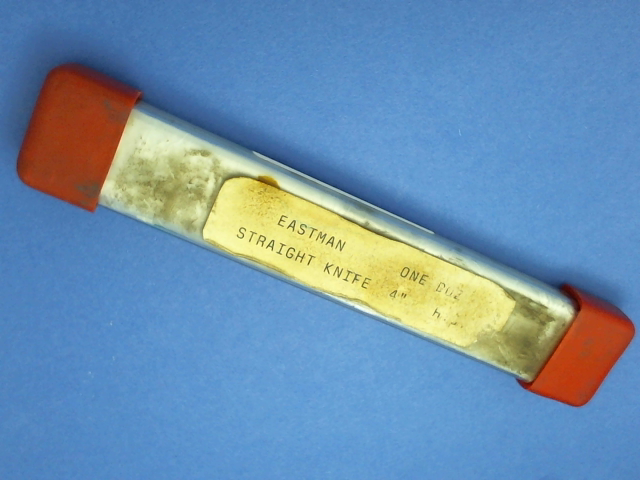 EASTMAN ONE DOZ
STRAIGHT KNIFE 4"